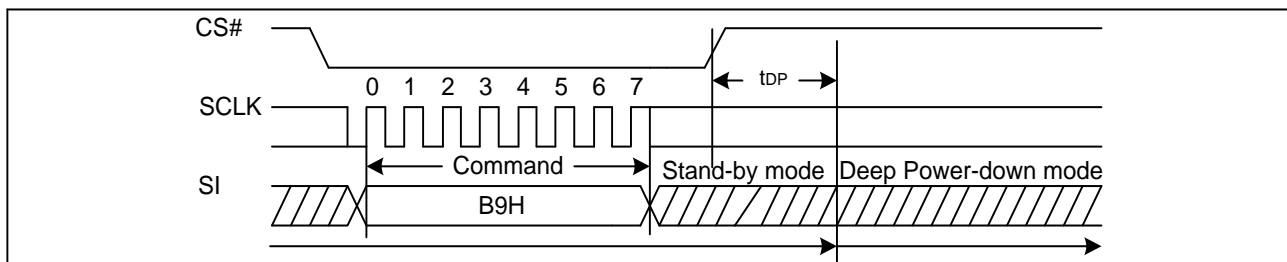 CS#
tDP
0 1 2 3 4 5 6 7
SCLK
Command
Stand-by mode Deep Power-down mode
SI
B9H